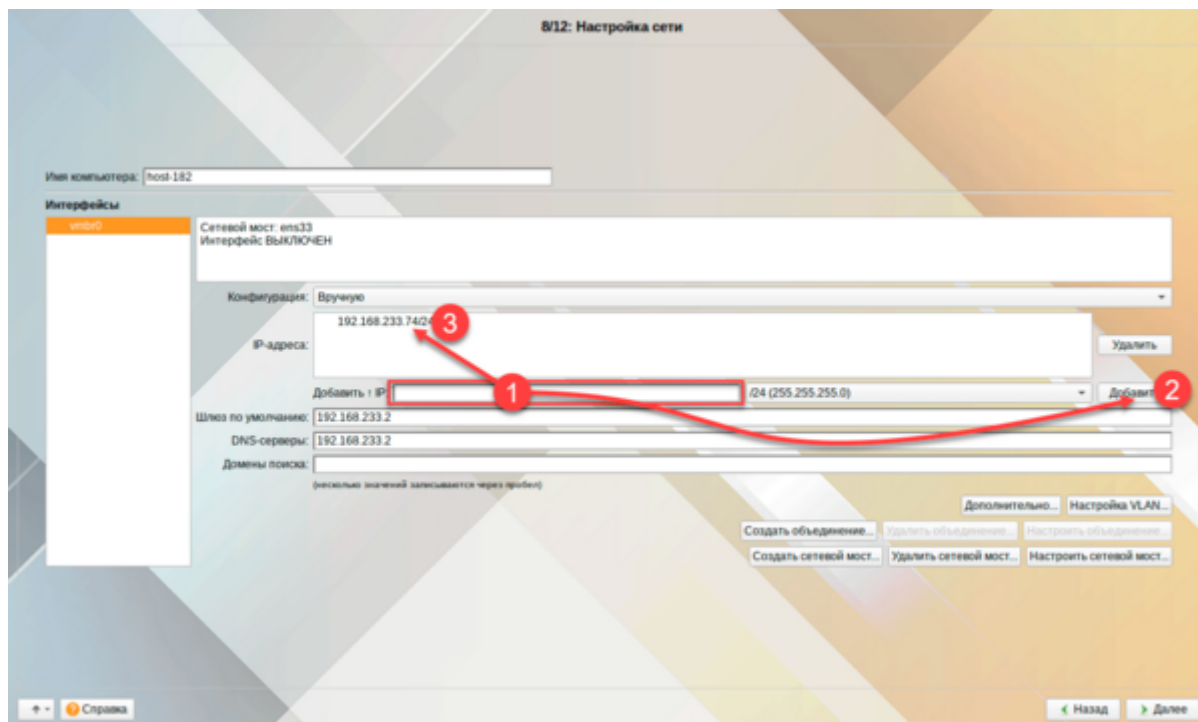 8/12: Настройка сети
Имя компьютера: host-182
Интерфейсы
vmbr0
Сетевой мост: ens33
Интерфейс ВЫКЛЮЧЕН
Конфигурация: Вручную
192.168.233.74/24
3
IP-адреса:
Удалить
Добавить ↑ IP:
1
/24 (255.255.255.0)
Добавить
2
Шлюз по умолчанию: 192.168.233.2
DNS-серверы: 192.168.233.2
Домены поиска:
(несколько значений записываются через пробел)
Дополнительно... Настройка VLAN...
Создать объединение... Удалить объединение... Настроить объединение...
Создать сетевой мост... Удалить сетевой мост... Настроить сетевой мост...
Справка
Назад Далее